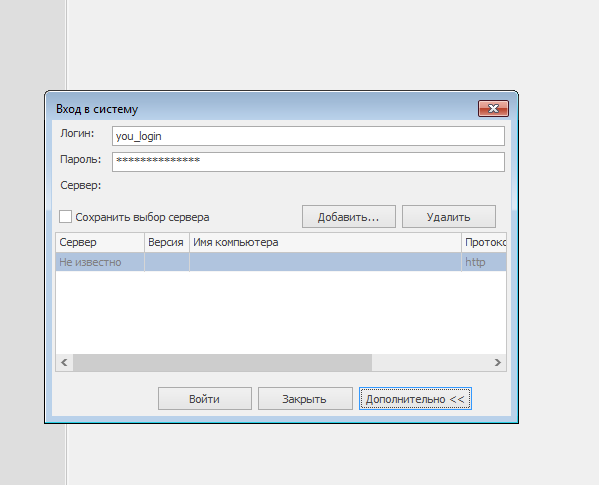 Вход в систему
Логин: you_login
Пароль: **************
Сервер:
Сохранить выбор сервера Добавить... Удалить
Сервер Версия Имя компьютера Протоко
Не известно http
Войти Закрыть Дополнительно <<